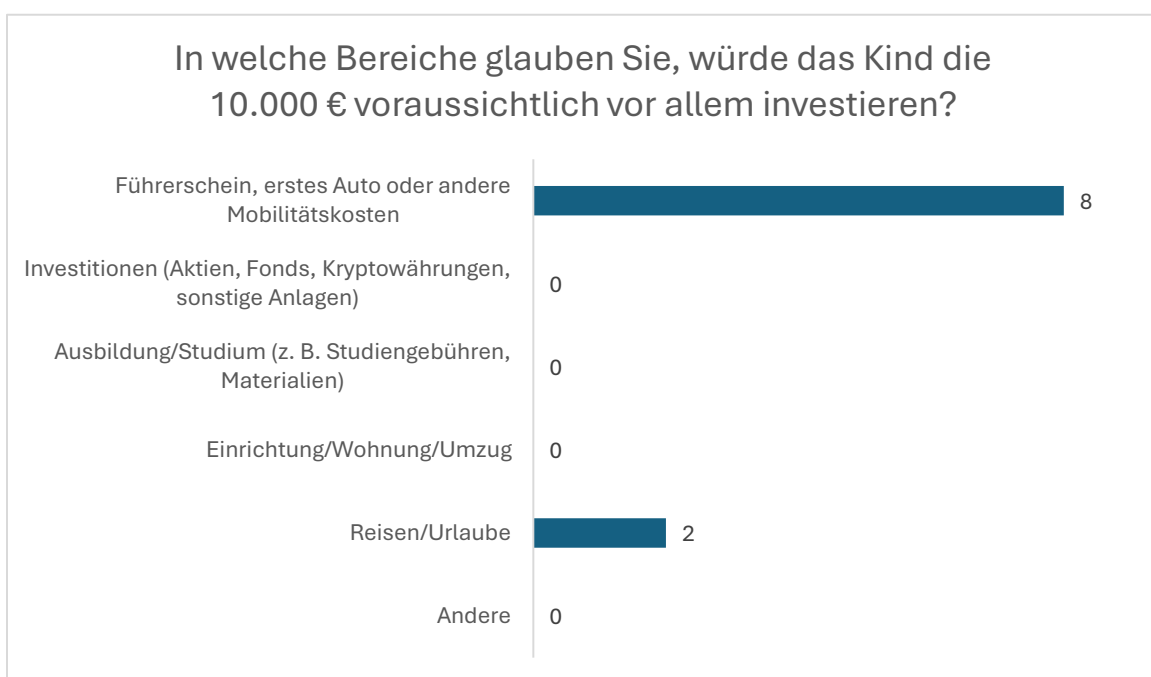 In welche Bereiche glauben Sie, würde das Kind die
10.000 € voraussichtlich vor allem investieren?
Führerschein, erstes Auto oder andere
Mobilitätskosten
8
Investitionen (Aktien, Fonds, Kryptowährungen,
sonstige Anlagen)
0
Ausbildung/Studium (z. B. Studiengebühren,
Materialien)
0
Einrichtung/Wohnung/Umzug
0
Reisen/Urlaube
2
Andere
0